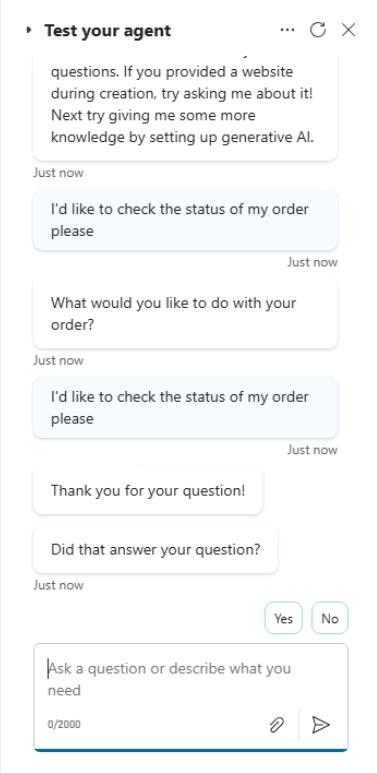 Test your agent
questions. If you provided a website
during creation, try asking me about it!
Next try giving me some more
knowledge by setting up generative AI.
Just now
I'd like to check the status of my order
please
Just now
What would you like to do with your
order?
Just now
I'd like to check the status of my order
please
Just now
Thank you for your question!
Did that answer your question?
Just now
Yes No
Ask a question or describe what you
need
0/2000